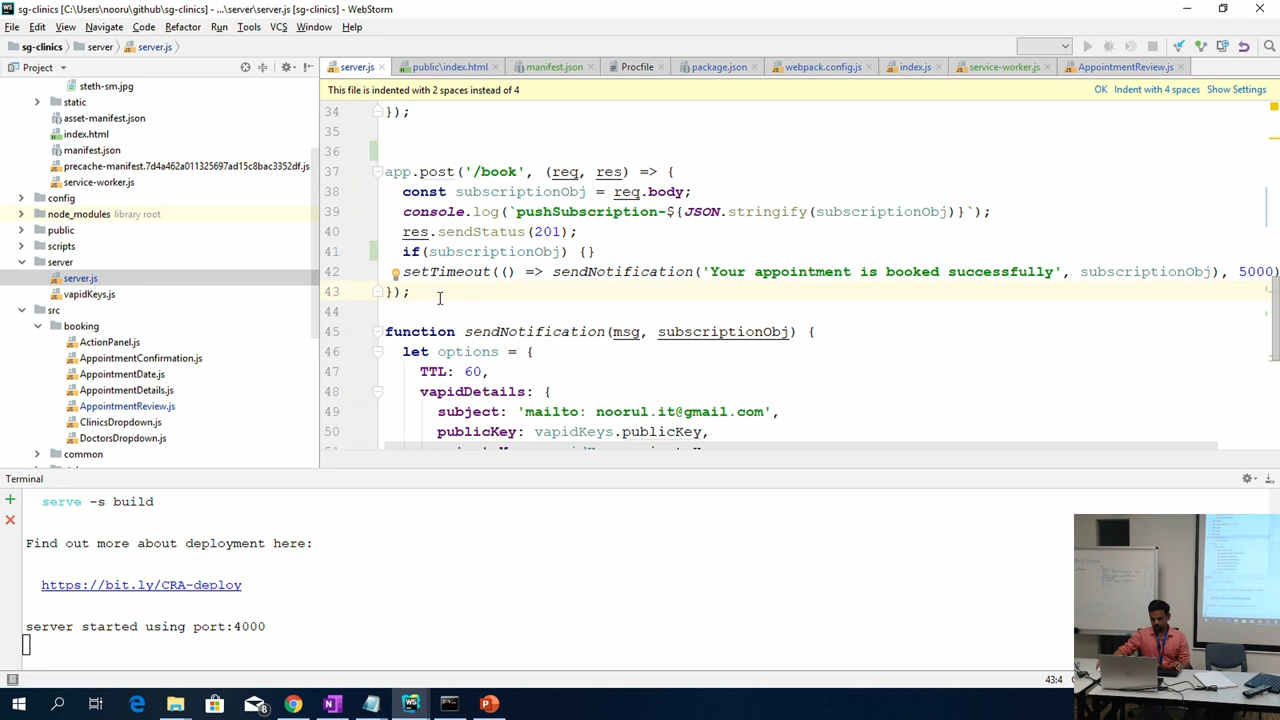 sg-clinics [C:\Users\nooru\github\sg-clinics] - ...\server\server.js [sg-clinics] - WebStorm
File Edit View Navigate Code Refactor Run Tools VCS Window Help
sg-clinics server server.js
Project
server.js public\index.html manifest.json Procfile package.json webpack.config.js index.js service-worker.js AppointmentReview.js
This file is indented with 2 spaces instead of 4 OK Indent with 4 spaces Show Settings
steth-sm.jpg
static
asset-manifest.json
index.html
manifest.json
precache-manifest.7d4a462a011325697ad15c8bac3352df.js
service-worker.js
config
node_modules library root
public
scripts
server
server.js
vapidKeys.js
src
booking
ActionPanel.js
AppointmentConfirmation.js
AppointmentDate.js
AppointmentDetails.js
AppointmentReview.js
ClinicsDropdown.js
DoctorsDropdown.js
common
34 });
35
36
37 app.post('/book', (req, res) => {
38 const subscriptionObj = req.body;
39 console.log(`pushSubscription-${JSON.stringify(subscriptionObj)}`);
40 res.sendStatus(201);
41 if(subscriptionObj) {}
42 setTimeout(() => sendNotification('Your appointment is booked successfully', subscriptionObj), 5000)
43 });
44
45 function sendNotification(msg, subscriptionObj) {
46 let options = {
47 TTL: 60,
48 vapidDetails: {
49 subject: 'mailto: noorul.it@gmail.com',
50 publicKey: vapidKeys.publicKey,
Terminal
serve -s build
Find out more about deployment here:
https://bit.ly/CRA-deploy
server started using port:4000
43:4